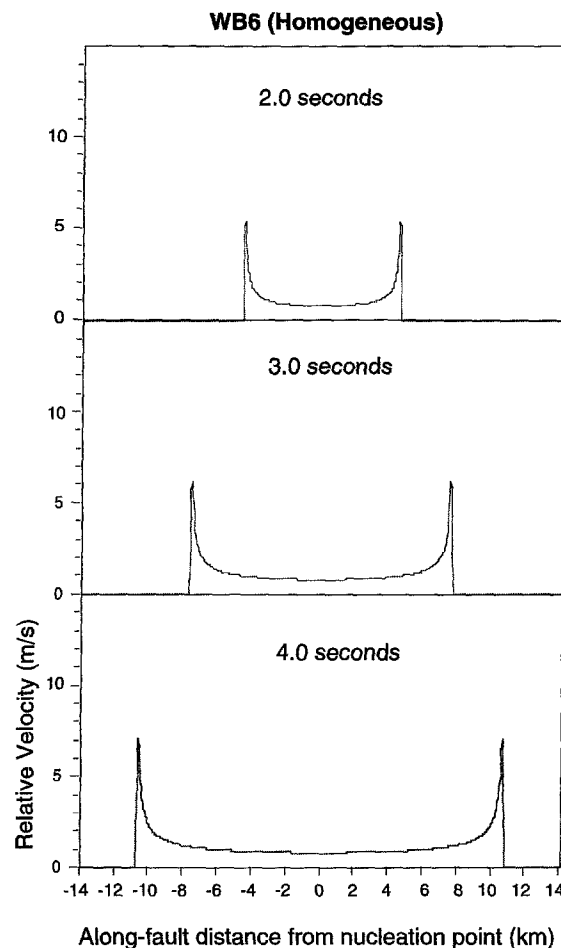 WB6 (Homogeneous)
2.0 seconds
10
5
0
3.0 seconds
10
5
0
4.0 seconds
10
5
0
Relative Velocity (m/s)
-14 -12 -10 -8 -6 -4 -2 0 2 4 6 8 10 12 14
Along-fault distance from nucleation point (km)